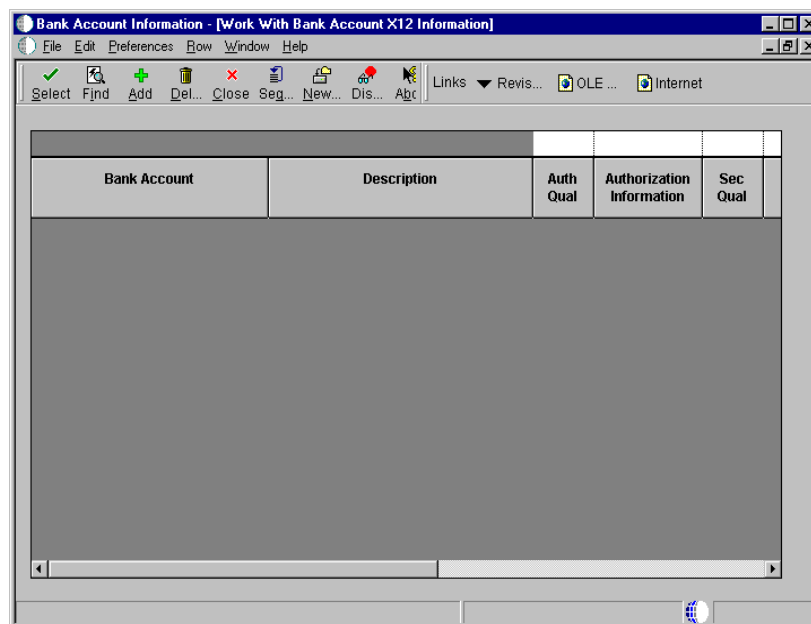 Bank Account Information - [Work With Bank Account X12 Information]
File Edit Preferences Row Window Help
Select Find Add Del... Close Seq... New... Dis... Abc Links Revis... OLE ... Internet
Bank Account Description Auth Qual Authorization Information Sec Qual